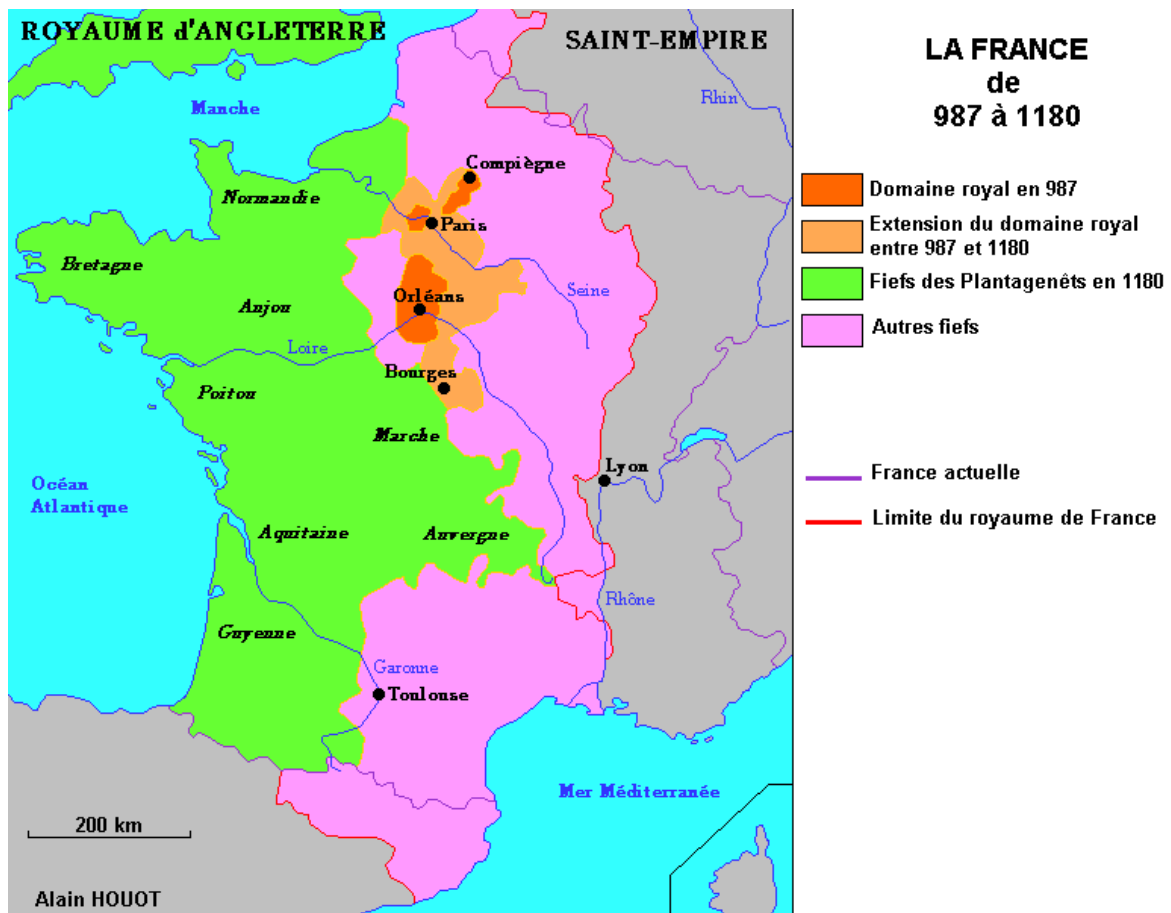 ROYAUME d'ANGLETERRE
SAINT-EMPIRE
LA FRANCE
de
987 à 1180
Rhin
Manche
Compiègne
Domaine royal en 987
Normandie
Paris
Extension du domaine royal
entre 987 et 1180
Bretagne
Fiefs des Plantagenêts en 1180
Anjou
Orléans
Seine
Autres fiefs
Loire
Bourges
Poitou
Marche
Lyon
France actuelle
Océan
Atlantique
Limite du royaume de France
Aquitaine
Auvergne
Rhône
Guyenne
Garonne
Toulouse
Mer Méditerranée
200 km
Alain HOUOT